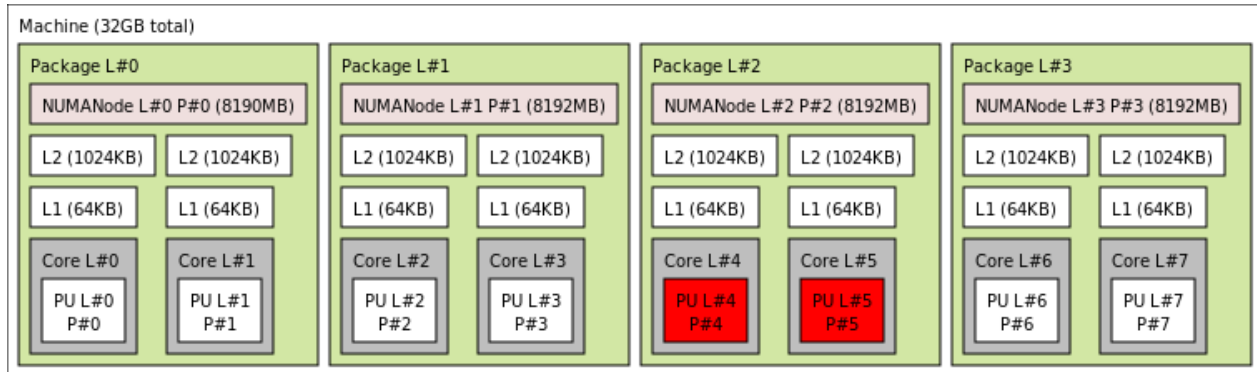 Machine (32GB total)
Package L#0
NUMANode L#0 P#0 (8190MB)
L2 (1024KB)
L2 (1024KB)
L1 (64KB)
L1 (64KB)
Core L#0
PU L#0
P#0
Core L#1
PU L#1
P#1
Package L#1
NUMANode L#1 P#1 (8192MB)
L2 (1024KB)
L2 (1024KB)
L1 (64KB)
L1 (64KB)
Core L#2
PU L#2
P#2
Core L#3
PU L#3
P#3
Package L#2
NUMANode L#2 P#2 (8192MB)
L2 (1024KB)
L2 (1024KB)
L1 (64KB)
L1 (64KB)
Core L#4
PU L#4
P#4
Core L#5
PU L#5
P#5
Package L#3
NUMANode L#3 P#3 (8192MB)
L2 (1024KB)
L2 (1024KB)
L1 (64KB)
L1 (64KB)
Core L#6
PU L#6
P#6
Core L#7
PU L#7
P#7